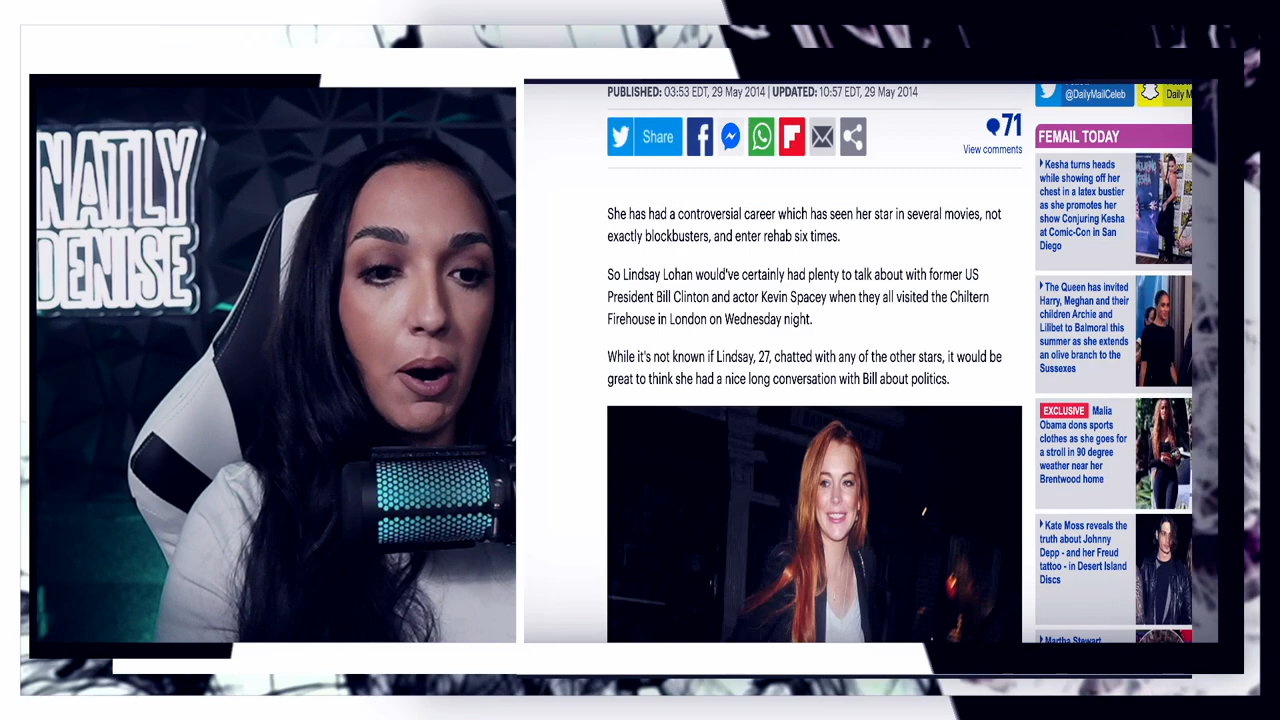 NATLY
DENISE
PUBLISHED: 03:53 EDT, 29 May 2014 | UPDATED: 10:57 EDT, 29 May 2014
Share
71
View comments
She has had a controversial career which has seen her star in several movies, not
exactly blockbusters, and enter rehab six times.
So Lindsay Lohan would've certainly had plenty to talk about with former US
President Bill Clinton and actor Kevin Spacey when they all visited the Chiltern
Firehouse in London on Wednesday night.
While it's not known if Lindsay, 27, chatted with any of the other stars, it would be
great to think she had a nice long conversation with Bill about politics.
@DailyMailCeleb
Daily M
FEMAIL TODAY
Kesha turns heads
while showing off her
chest in a latex bustier
as she promotes her
show Conjuring Kesha
at Comic-Con in San
Diego
The Queen has invited
Harry, Meghan and their
children Archie and
Lilibet to Balmoral this
summer as she extends
an olive branch to the
Sussexes
EXCLUSIVE Malia
Obama dons sports
clothes as she goes for
a stroll in 90 degree
weather near her
Brentwood home
Kate Moss reveals the
truth about Johnny
Depp - and her Freud
tattoo - in Desert Island
Discs
Martha Stewart